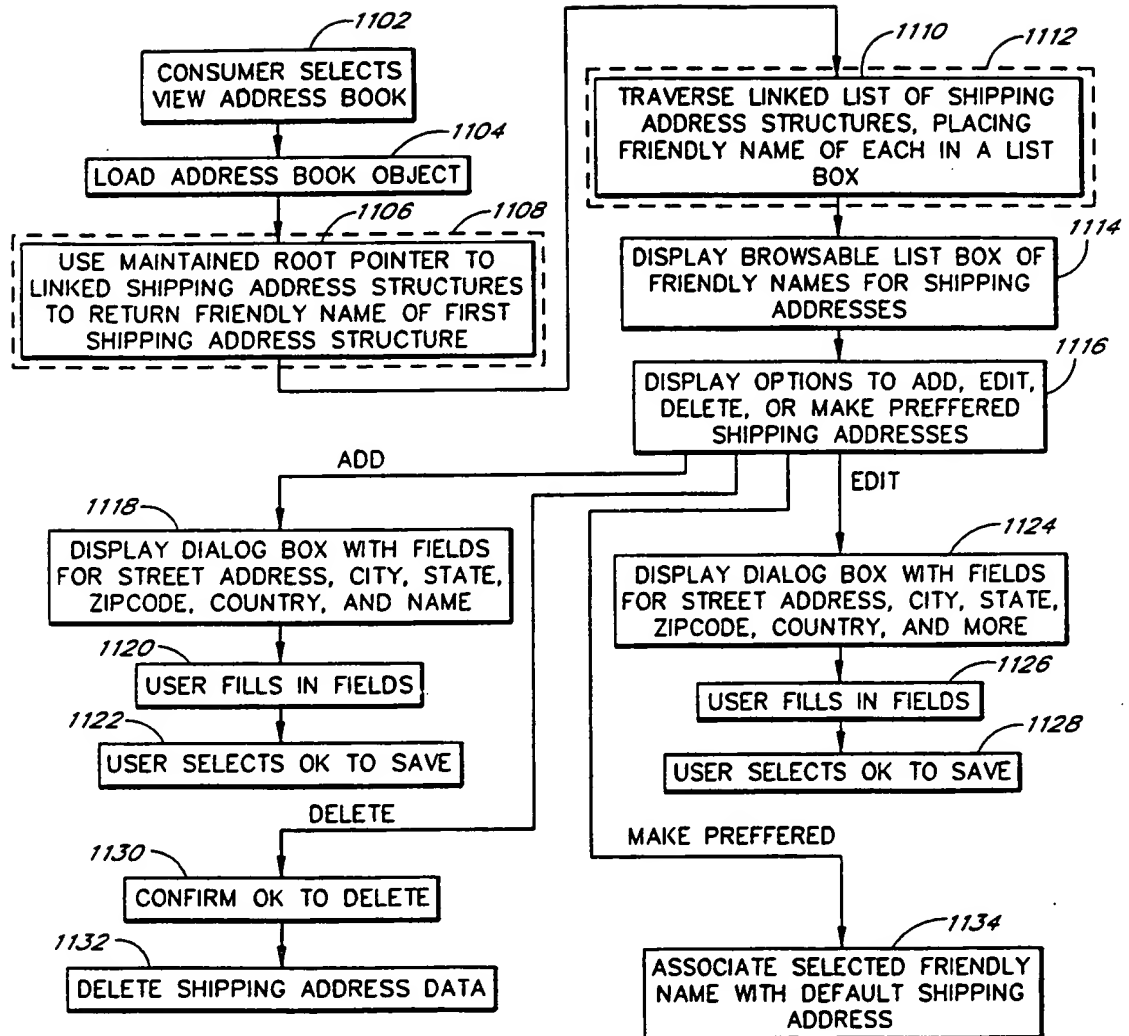 1102
CONSUMER SELECTS
VIEW ADDRESS BOOK
1104
LOAD ADDRESS BOOK OBJECT
1106
1108
USE MAINTAINED ROOT POINTER TO
LINKED SHIPPING ADDRESS STRUCTURES
TO RETURN FRIENDLY NAME OF FIRST
SHIPPING ADDRESS STRUCTURE
1110
1112
TRAVERSE LINKED LIST OF SHIPPING
ADDRESS STRUCTURES, PLACING
FRIENDLY NAME OF EACH IN A LIST
BOX
1114
DISPLAY BROWSABLE LIST BOX OF
FRIENDLY NAMES FOR SHIPPING
ADDRESSES
1116
DISPLAY OPTIONS TO ADD, EDIT,
DELETE, OR MAKE PREFFERED
SHIPPING ADDRESSES
ADD
1118
DISPLAY DIALOG BOX WITH FIELDS
FOR STREET ADDRESS, CITY, STATE,
ZIPCODE, COUNTRY, AND NAME
1120
USER FILLS IN FIELDS
1122
USER SELECTS OK TO SAVE
EDIT
1124
DISPLAY DIALOG BOX WITH FIELDS
FOR STREET ADDRESS, CITY, STATE,
ZIPCODE, COUNTRY, AND MORE
1126
USER FILLS IN FIELDS
1128
USER SELECTS OK TO SAVE
DELETE
1130
CONFIRM OK TO DELETE
1132
DELETE SHIPPING ADDRESS DATA
MAKE PREFFERED
1134
ASSOCIATE SELECTED FRIENDLY
NAME WITH DEFAULT SHIPPING
ADDRESS